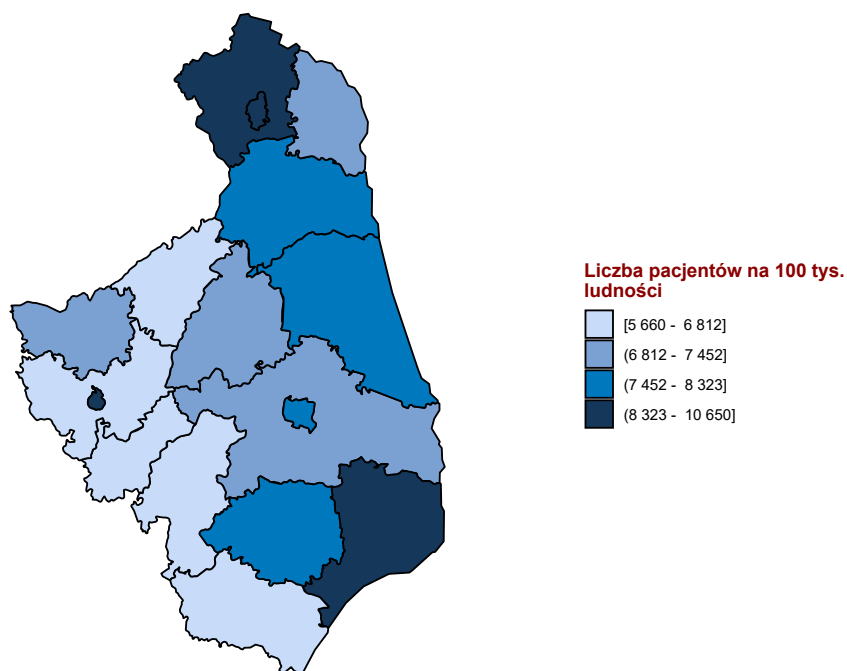 Liczba pacjentów na 100 tys.
ludności
[5 660 - 6 812]
(6 812 - 7 452]
(7 452 - 8 323]
(8 323 - 10 650]